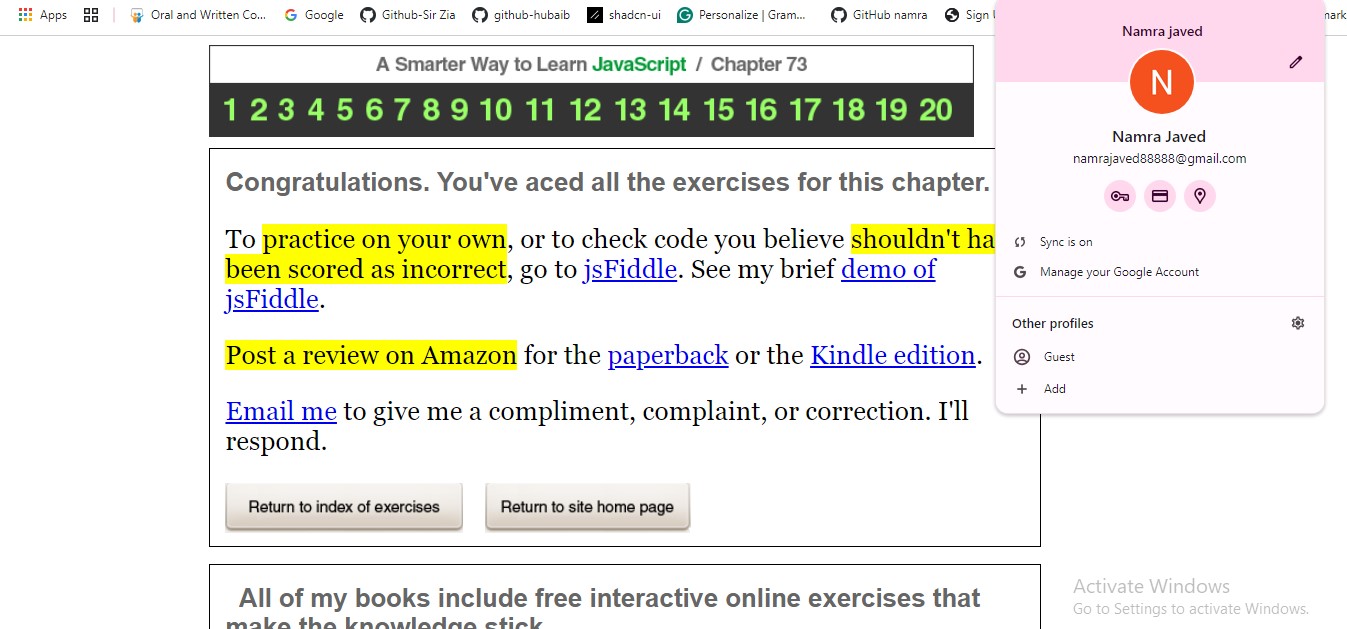 Apps
Oral and Written Co...
Google
Github-Sir Zia
github-hubaib
shadcn-ui
Personalize | Gram...
GitHub namra
Sign
A Smarter Way to Learn JavaScript / Chapter 73
1 2 3 4 5 6 7 8 9 10 11 12 13 14 15 16 17 18 19 20
Congratulations. You've aced all the exercises for this chapter.
To practice on your own, or to check code you believe shouldn't ha
been scored as incorrect, go to jsFiddle. See my brief demo of
jsFiddle.
Post a review on Amazon for the paperback or the Kindle edition.
Email me to give me a compliment, complaint, or correction. I'll
respond.
Return to index of exercises
Return to site home page
All of my books include free interactive online exercises that
make the knowledge stick
Namra javed
N
Namra Javed
namrajaved88888@gmail.com
Sync is on
Manage your Google Account
Other profiles
Guest
Add
Activate Windows
Go to Settings to activate Windows.